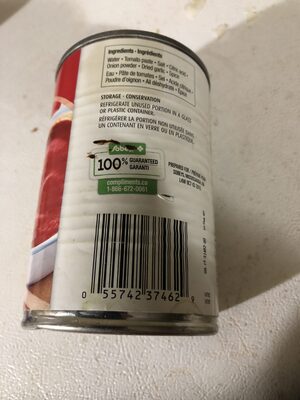 Ingredients · Ingrédients
Water • Tomato paste • Salt • Citric acid •
Onion powder • Dried garlic • Spice
Eau • Pâte de tomates • Sel • Acide citrique •
Poudre d'oignon • Ail déshydraté • Épice
STORAGE · CONSERVATION
REFRIGERATE UNUSED PORTION IN A GLASS
OR PLASTIC CONTAINER.
RÉFRIGÉRER LA PORTION NON UTILISÉE DANS
UN CONTENANT EN VERRE OU EN PLASTIQUE.
100% GUARANTEED
GARANTI
compliments.ca
1-866-672-0061
PREPARED FOR /
0 55742 37462 9